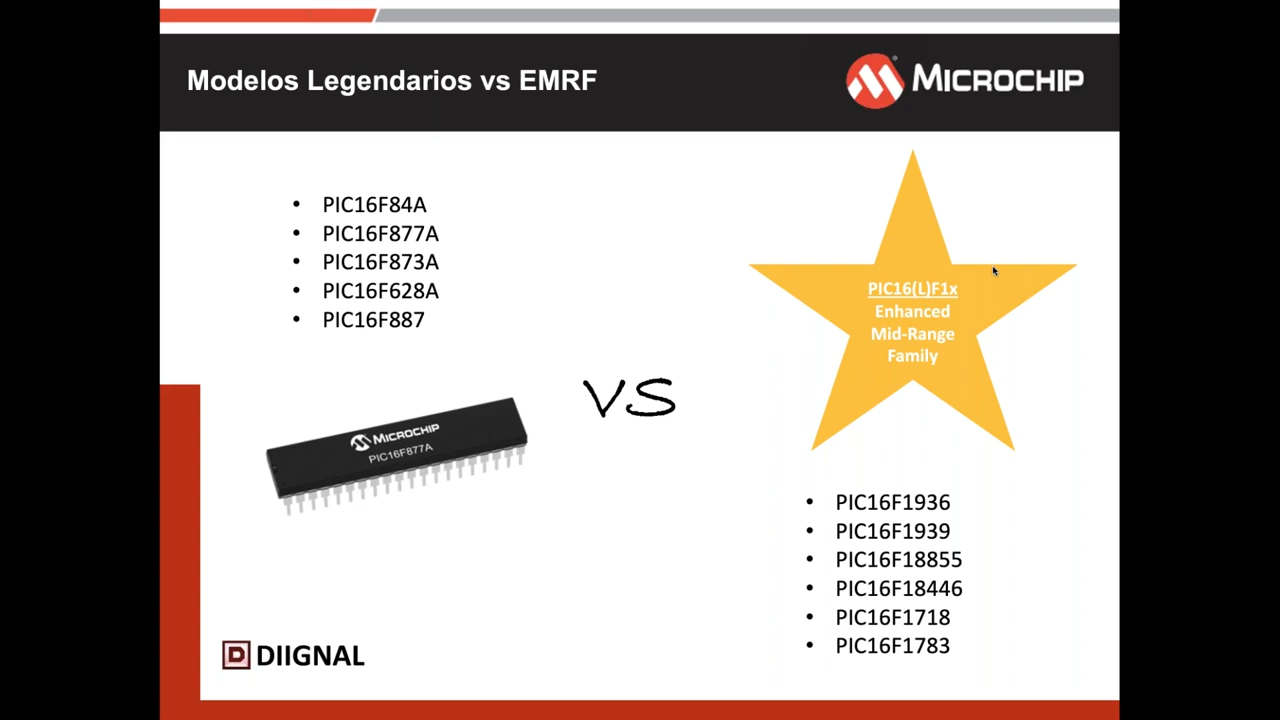 Modelos Legendarios vs EMRF
MICROCHIP
• PIC16F84A
• PIC16F877A
• PIC16F873A
• PIC16F628A
• PIC16F887
PIC16(L)F1x
Enhanced
Mid-Range
Family
VS
MICROCHIP
PIC16F877A
• PIC16F1936
• PIC16F1939
• PIC16F18855
• PIC16F18446
• PIC16F1718
• PIC16F1783
D DIIGNAL